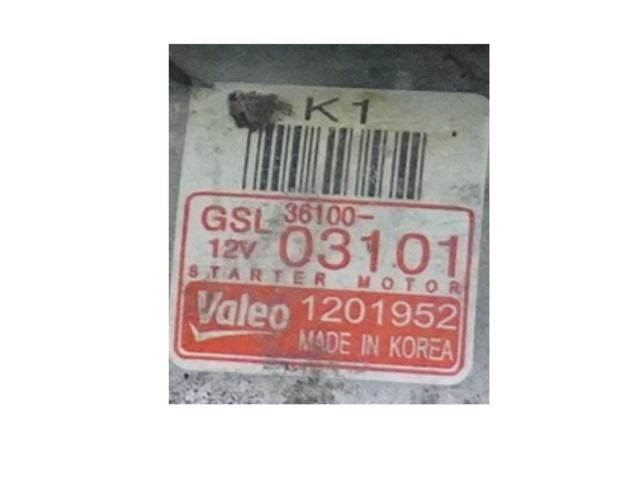 K1
GSL 36100-
12V 03101
STARTER MOTOR
Valeo 1201952
MADE IN KOREA